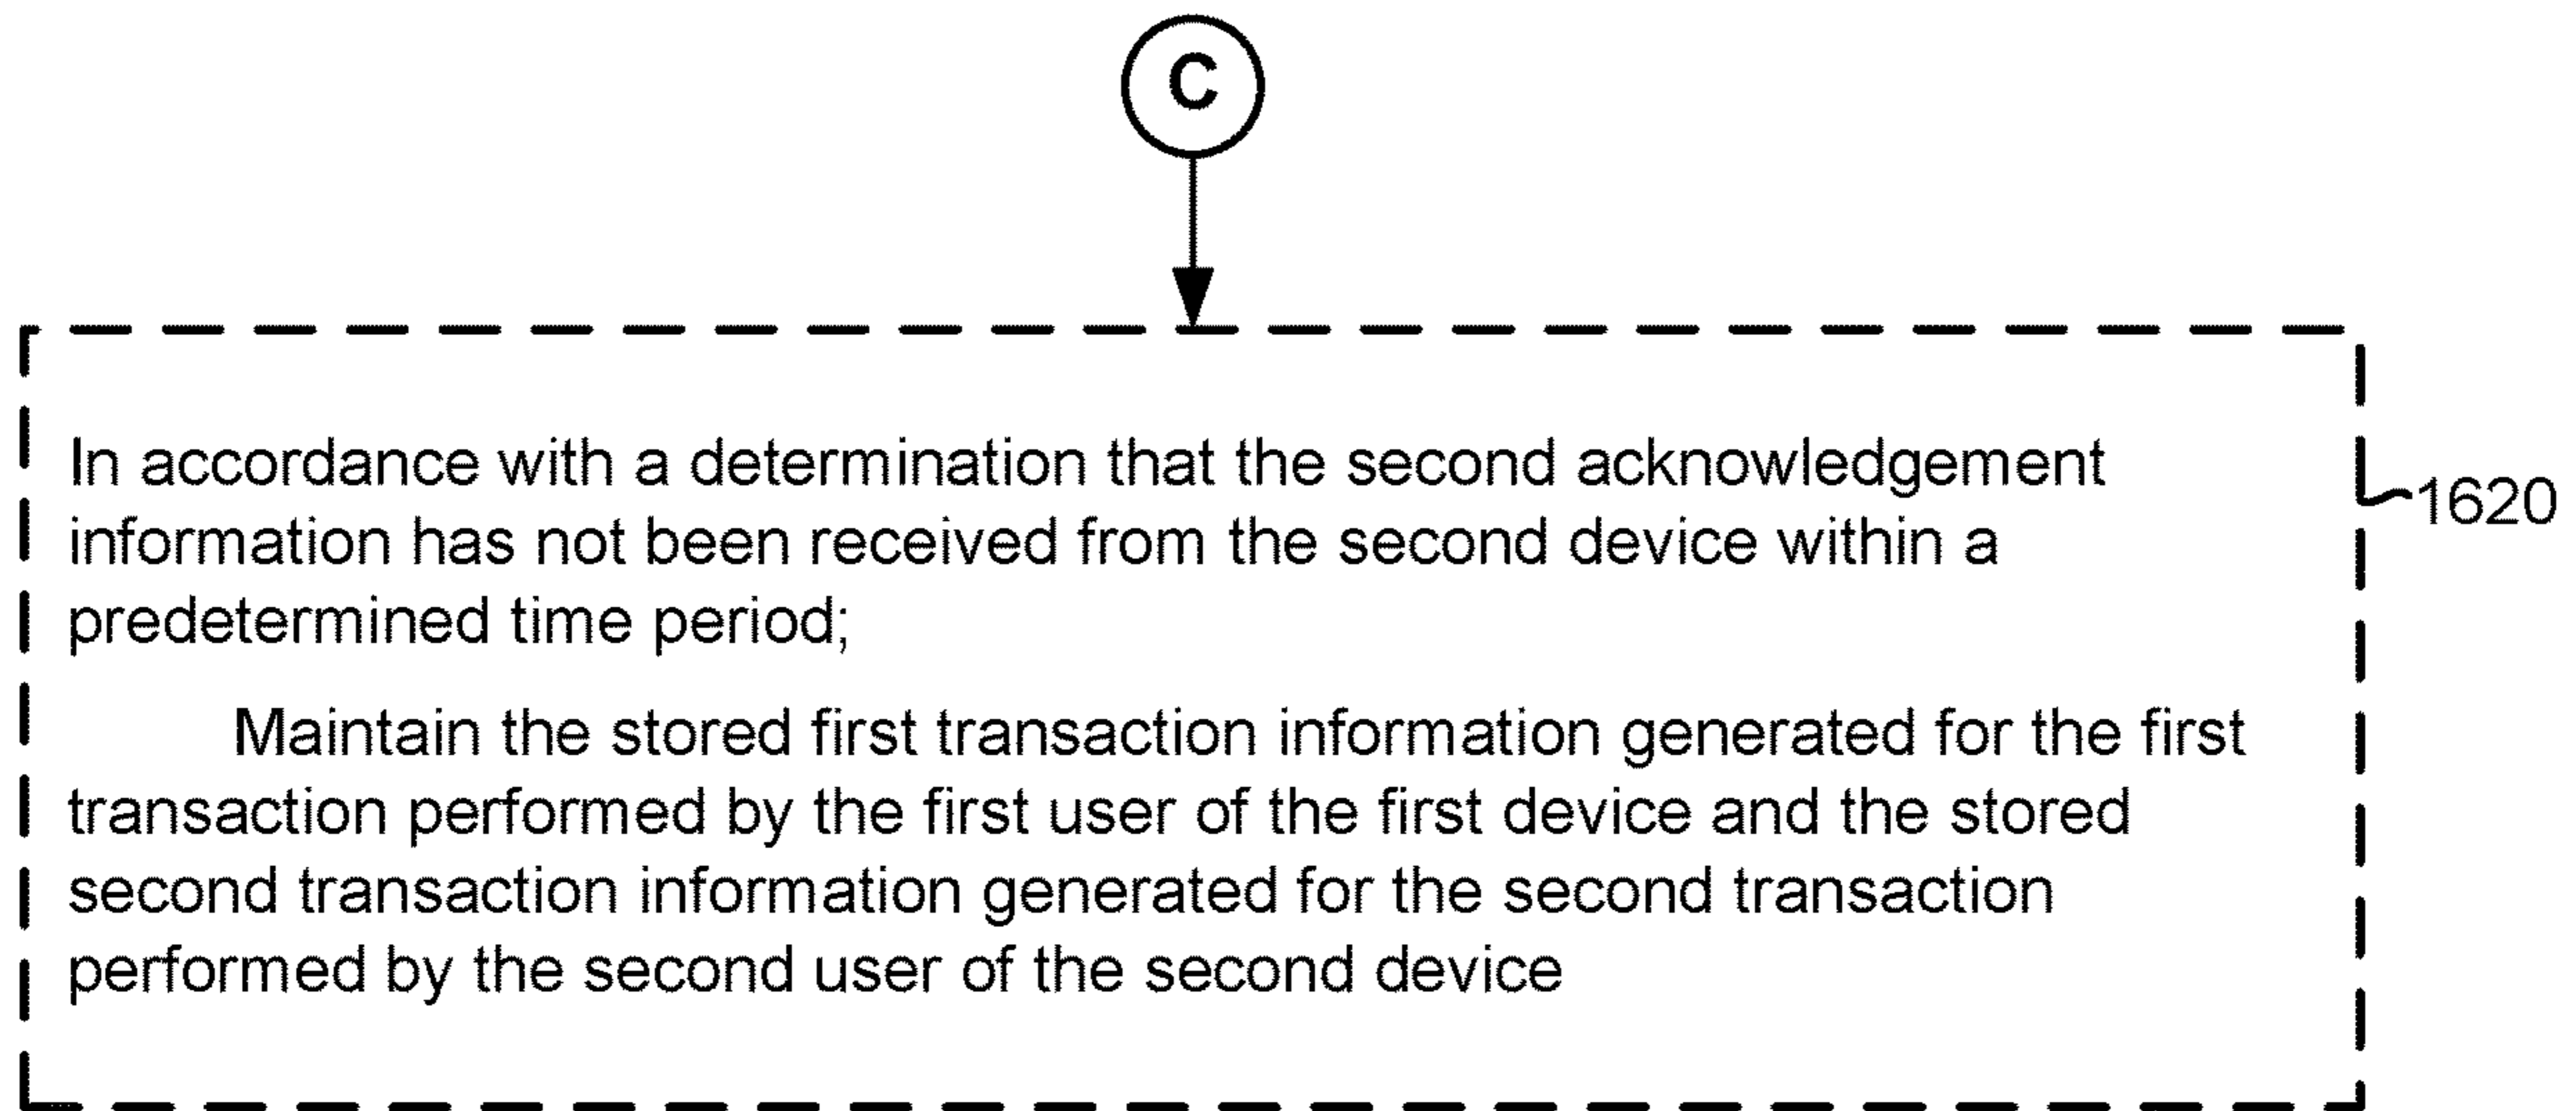 C
In accordance with a determination that the second acknowledgement
information has not been received from the second device within a
predetermined time period;
Maintain the stored first transaction information generated for the first
transaction performed by the first user of the first device and the stored
second transaction information generated for the second transaction
performed by the second user of the second device
1620